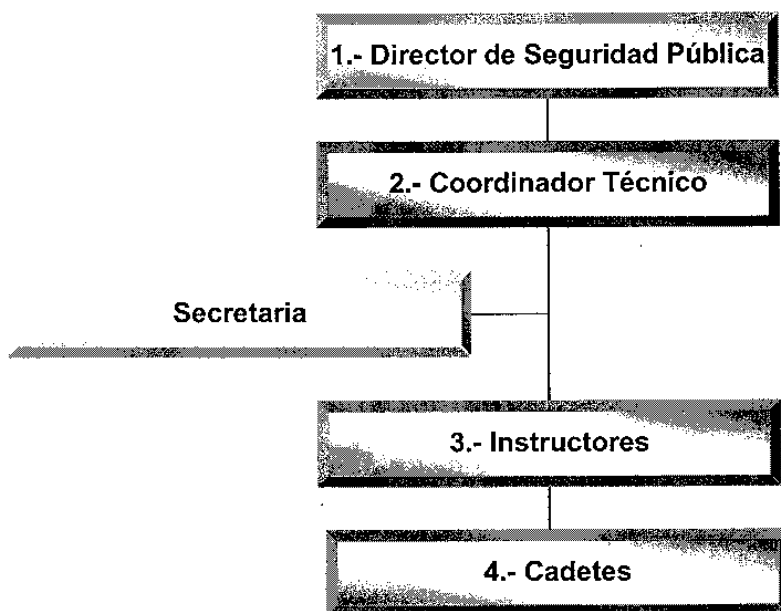 1.- Director de Seguridad Pública
2.- Coordinador Técnico
Secretaria
3.- Instructores
4.- Cadetes